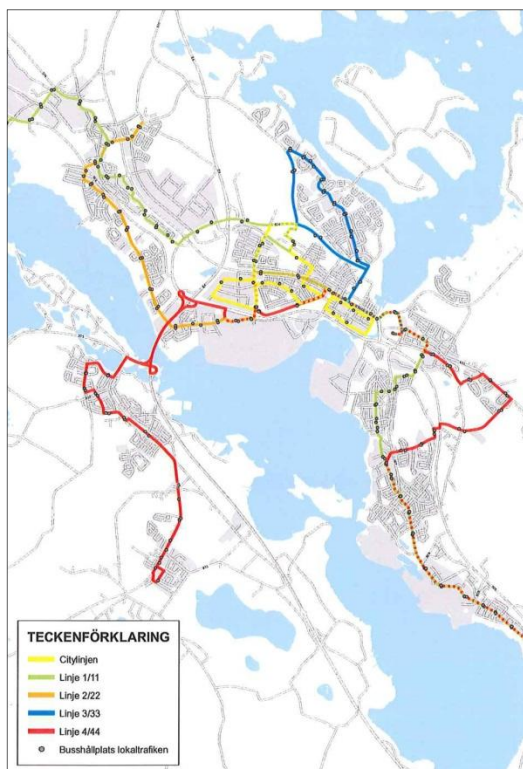 TECKENFÖRKLARING
Citylinjen
Linje 1/11
Linje 2/22
Linje 3/33
Linje 4/44
Busshållplats lokaltrafiken